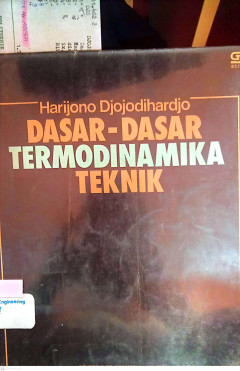 Harijono Djojodihardjo
DASAR-DASAR
TERMODINAMIKA
TEKNIK
Engineering